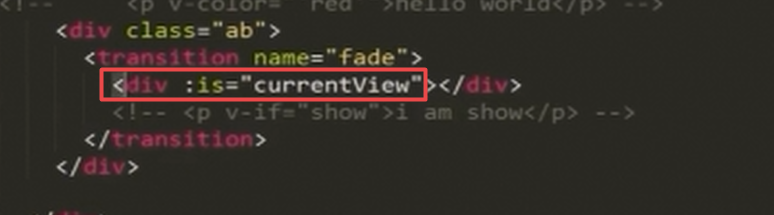 <!-- <p v-color=" red" >hello world</p> -->
<div class="ab">
<transition name="fade">
<div :is="currentView"></div>
<!-- <p v-if="show">i am show</p> -->
</transition>
</div>
</div>